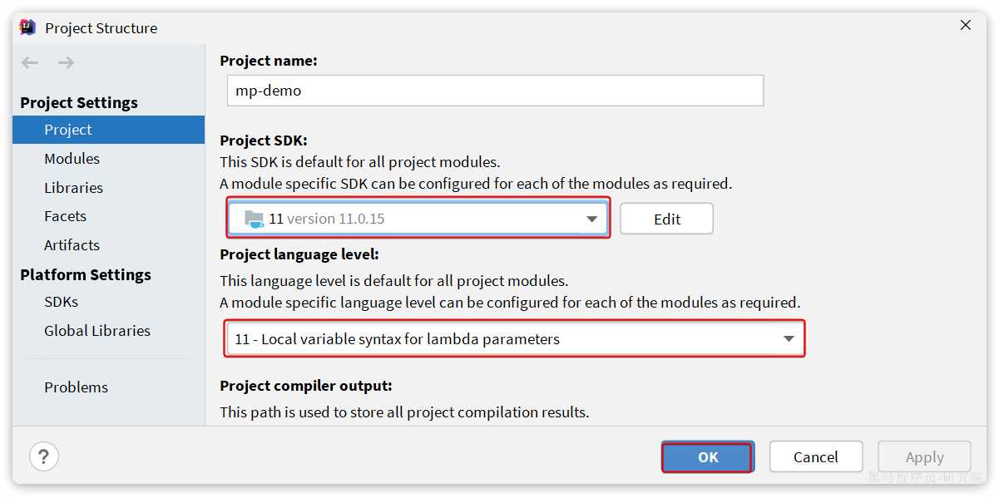 Project Structure
Project Settings
Project
Modules
Libraries
Facets
Artifacts
Platform Settings
SDKs
Global Libraries
Problems
Project name:
mp-demo
Project SDK:
This SDK is default for all project modules.
A module specific SDK can be configured for each of the modules as required.
11 version 11.0.15
Edit
Project language level:
This language level is default for all project modules.
A module specific language level can be configured for each of the modules as required.
11 - Local variable syntax for lambda parameters
Project compiler output:
This path is used to store all project compilation results.
?
OK
Cancel
Apply
黑马程序员-研究院